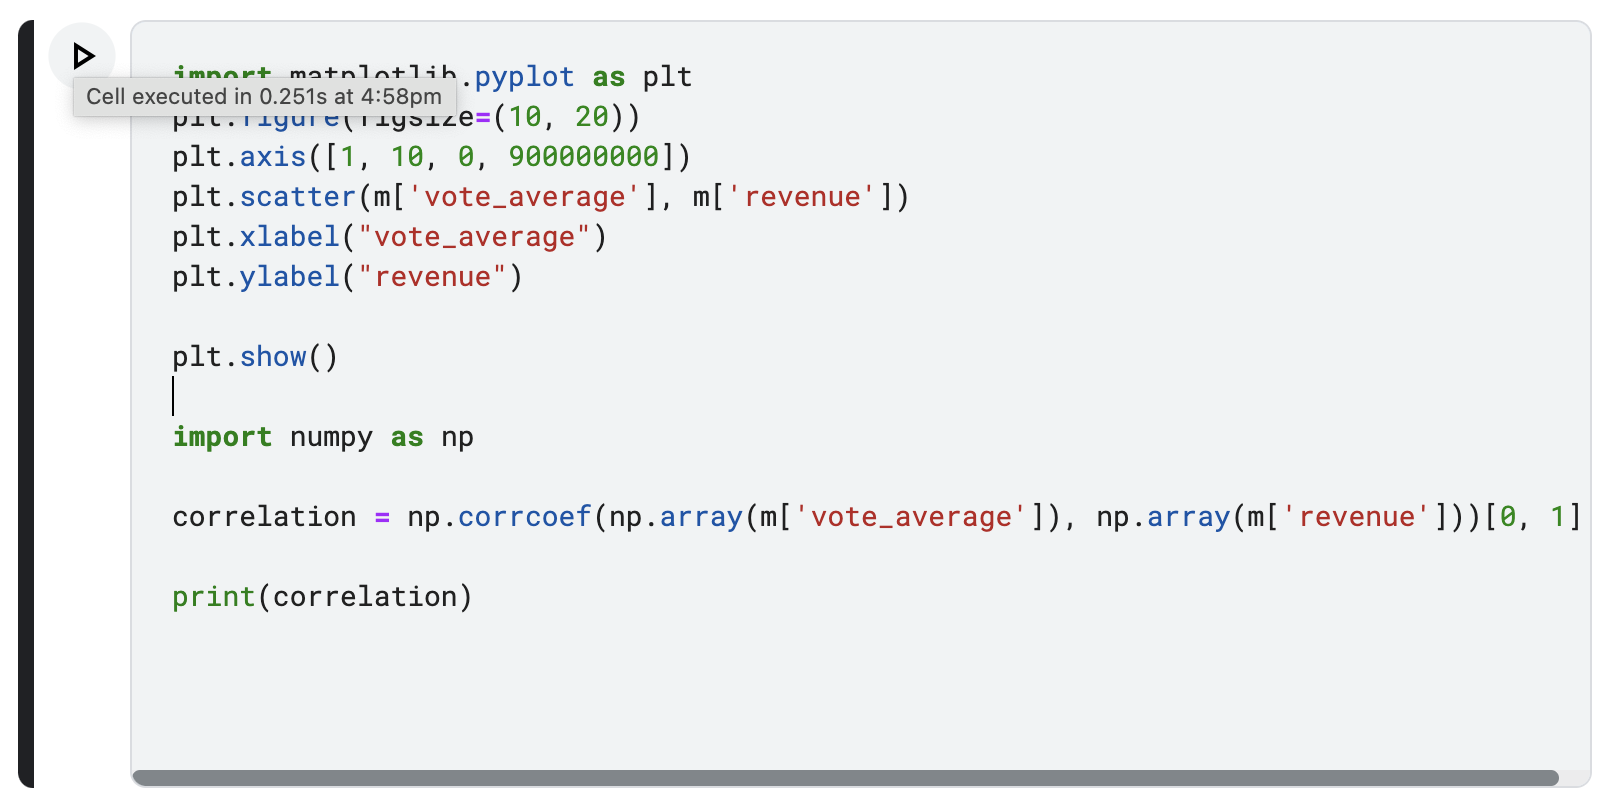 import matplotlib.pyplot as plt
Cell executed in 0.251s at 4:58pm
plt.figure(figsize=(10, 20))
plt.axis([1, 10, 0, 900000000])
plt.scatter(m['vote_average'], m['revenue'])
plt.xlabel("vote_average")
plt.ylabel("revenue")
plt.show()
import numpy as np
correlation = np.corrcoef(np.array(m['vote_average']), np.array(m['revenue']))[0, 1]
print(correlation)